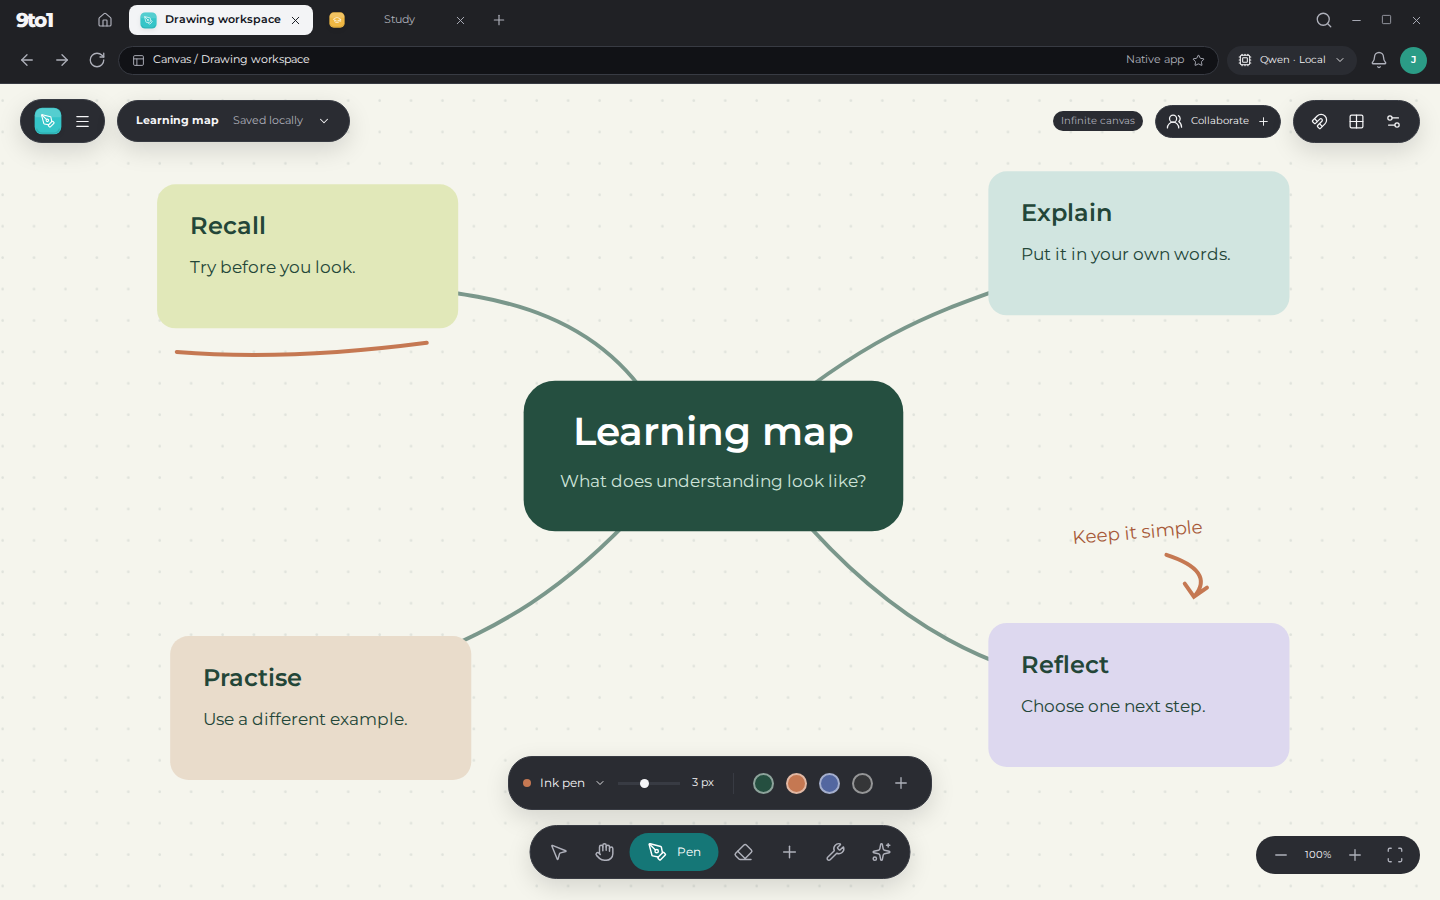 9to1
Drawing workspace
Study
Canvas / Drawing workspace
Native app
Qwen · Local
J
Learning map
Saved locally
Infinite canvas
Collaborate
Recall
Try before you look.
Explain
Put it in your own words.
Learning map
What does understanding look like?
Keep it simple
Practise
Use a different example.
Reflect
Choose one next step.
Ink pen
3 px
Pen
100%